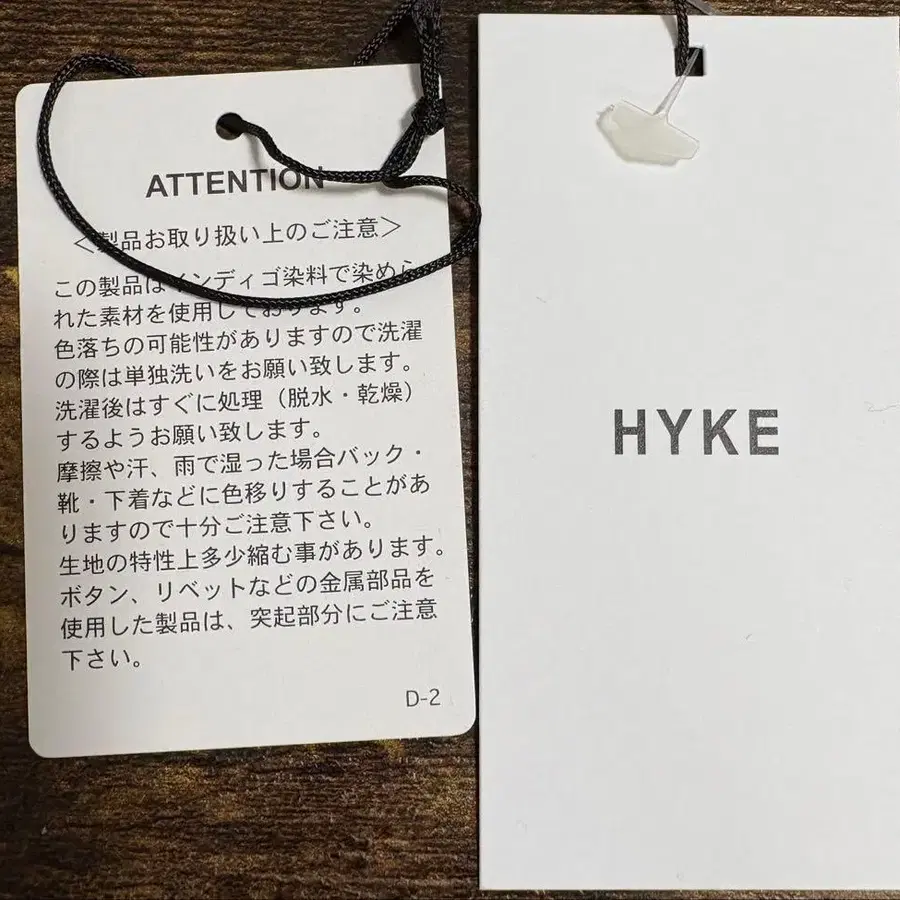 ATTENTION
＜製品お取り扱い上のご注意＞
この製品はインディゴ染料で染めら
れた素材を使用しております。
色落ちの可能性がありますので洗濯
の際は単独洗いをお願い致します。
洗濯後はすぐに処理（脱水・乾燥）
するようお願い致します。
摩擦や汗、雨で湿った場合バック・
靴・下着などに色移りすることがあ
りますので十分ご注意下さい。
生地の特性上多少縮む事があります。
ボタン、リベットなどの金属部品を
使用した製品は、突起部分にご注意
下さい。
D-2
HYKE